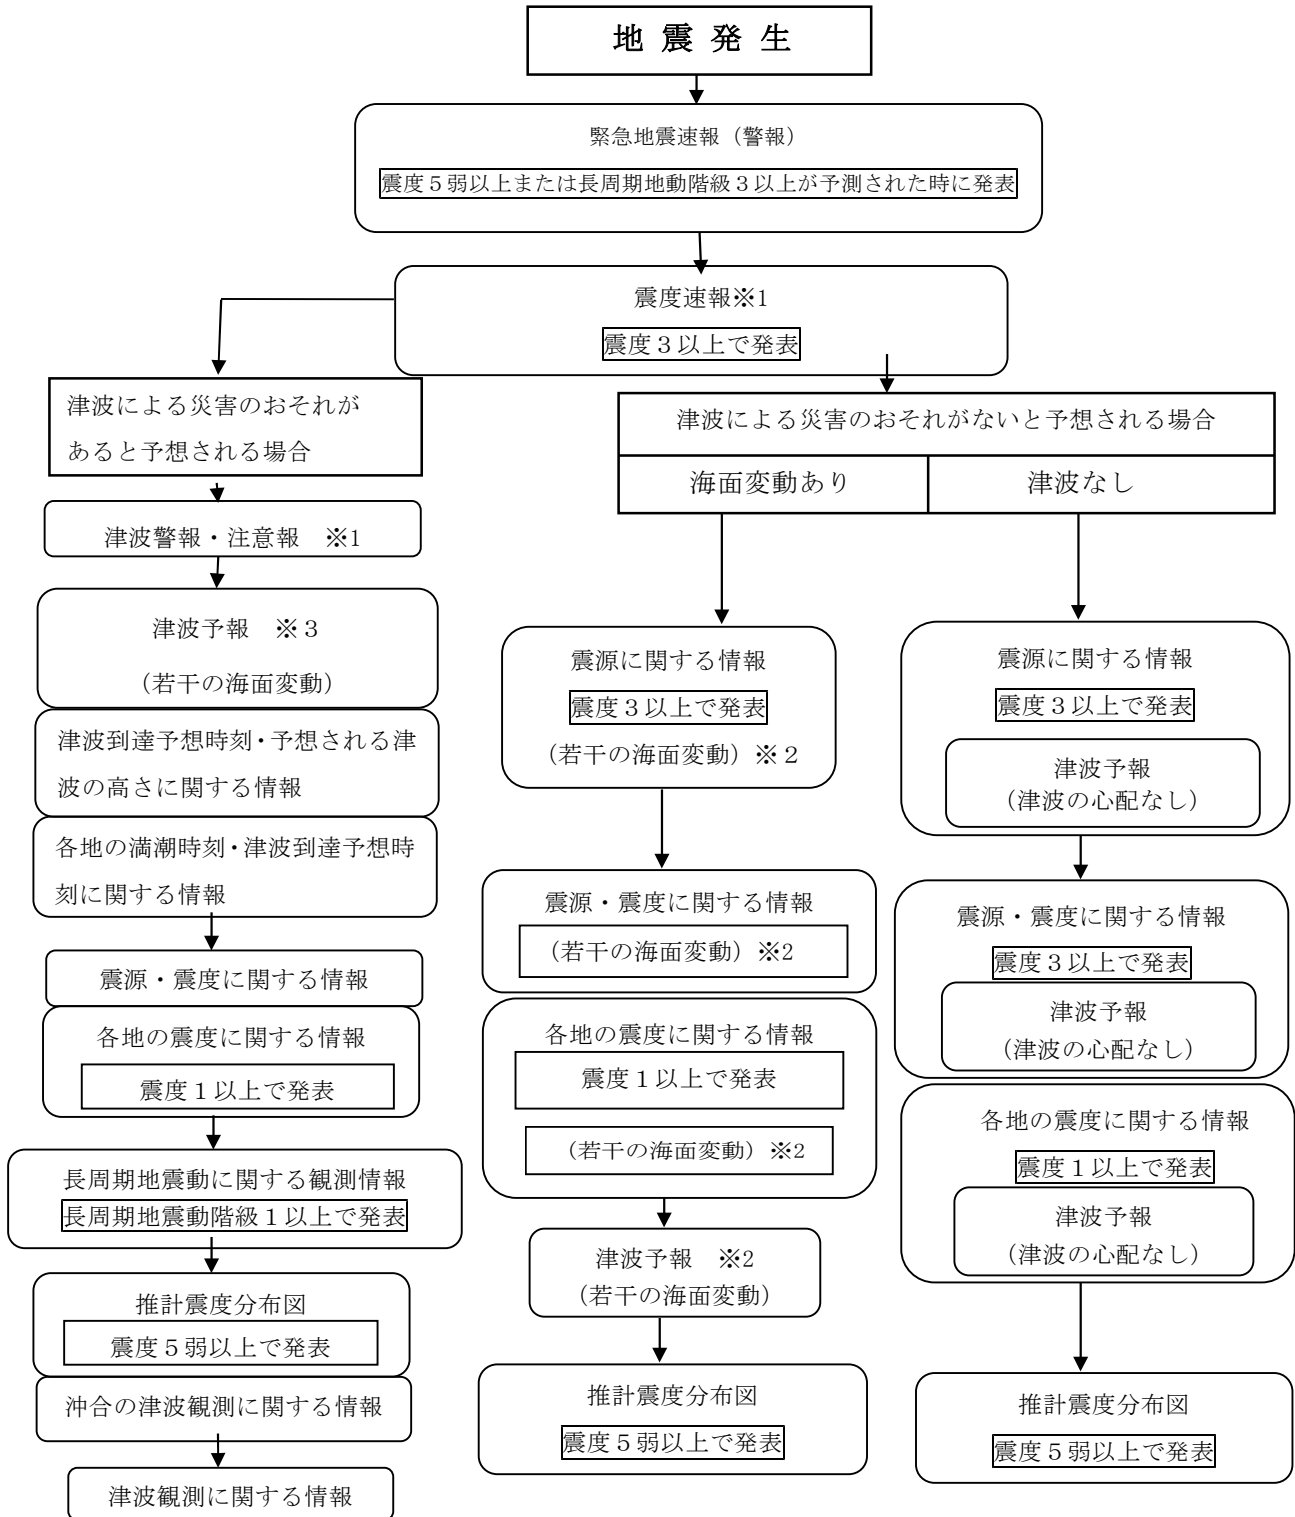 地 震 発 生
緊急地震速報（警報）
震度５弱以上または長周期地動階級３以上が予測された時に発表
震度速報※1
震度３以上で発表
津波による災害のおそれが
あると予想される場合
津波警報・注意報　※1
津波予報　※３
（若干の海面変動）
津波到達予想時刻・予想される津
波の高さに関する情報
各地の満潮時刻・津波到達予想時
刻に関する情報
震源・震度に関する情報
各地の震度に関する情報
震度１以上で発表
長周期地震動に関する観測情報
長周期地震動階級１以上で発表
推計震度分布図
震度５弱以上で発表
沖合の津波観測に関する情報
津波観測に関する情報
津波による災害のおそれがないと予想される場合
海面変動あり
津波なし
震源に関する情報
震度３以上で発表
（若干の海面変動）※２
震源・震度に関する情報
（若干の海面変動）※2
各地の震度に関する情報
震度１以上で発表
（若干の海面変動）※2
津波予報　※2
（若干の海面変動）
推計震度分布図
震度５弱以上で発表
震源に関する情報
震度３以上で発表
津波予報
（津波の心配なし）
震源・震度に関する情報
震度３以上で発表
津波予報
（津波の心配なし）
各地の震度に関する情報
震度１以上で発表
津波予報
（津波の心配なし）
推計震度分布図
震度５弱以上で発表